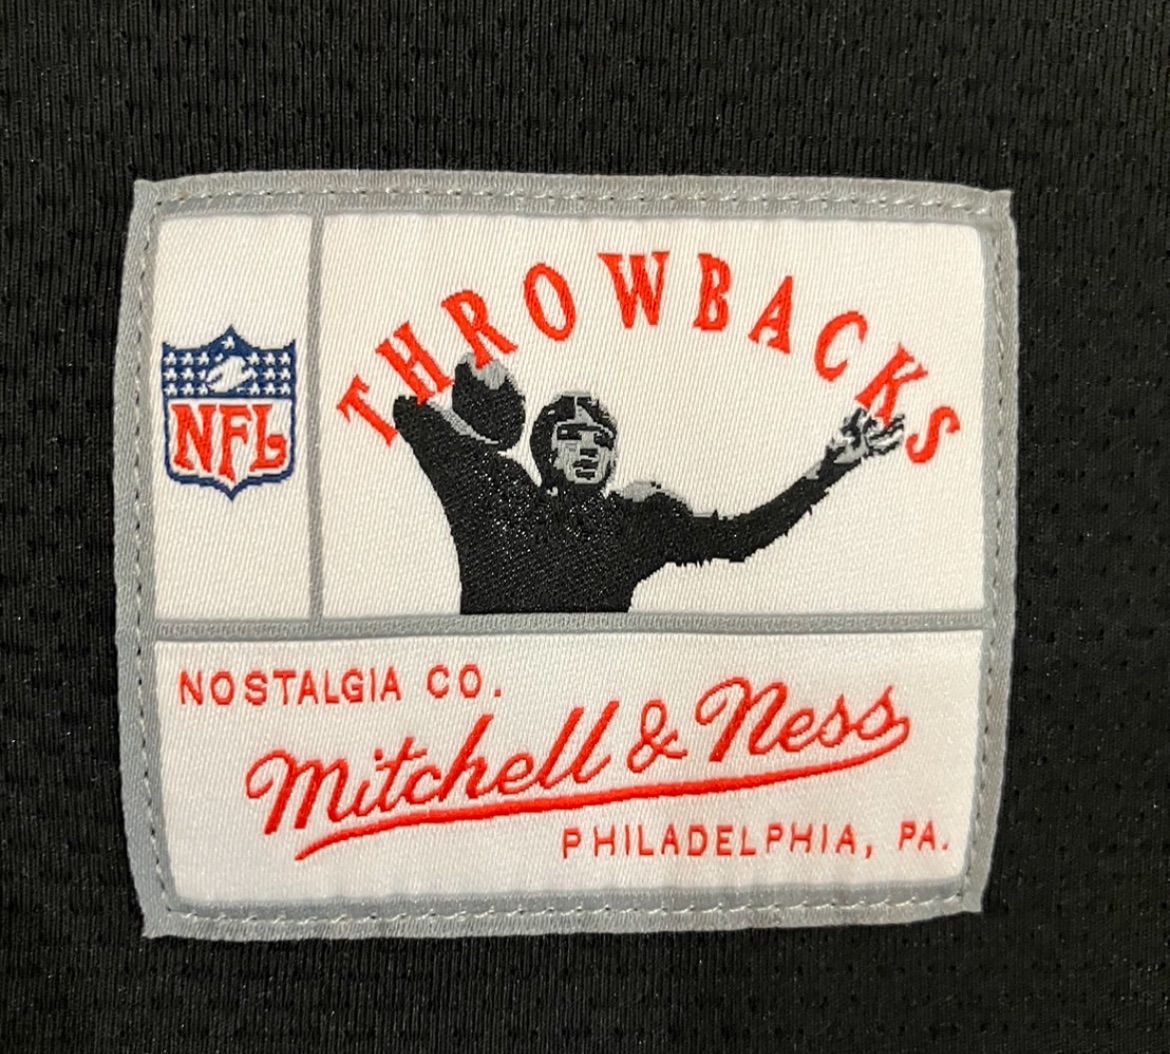 THROWBACKS
NFL
NOSTALGIA CO.
Mitchell & Ness
PHILADELPHIA, PA.